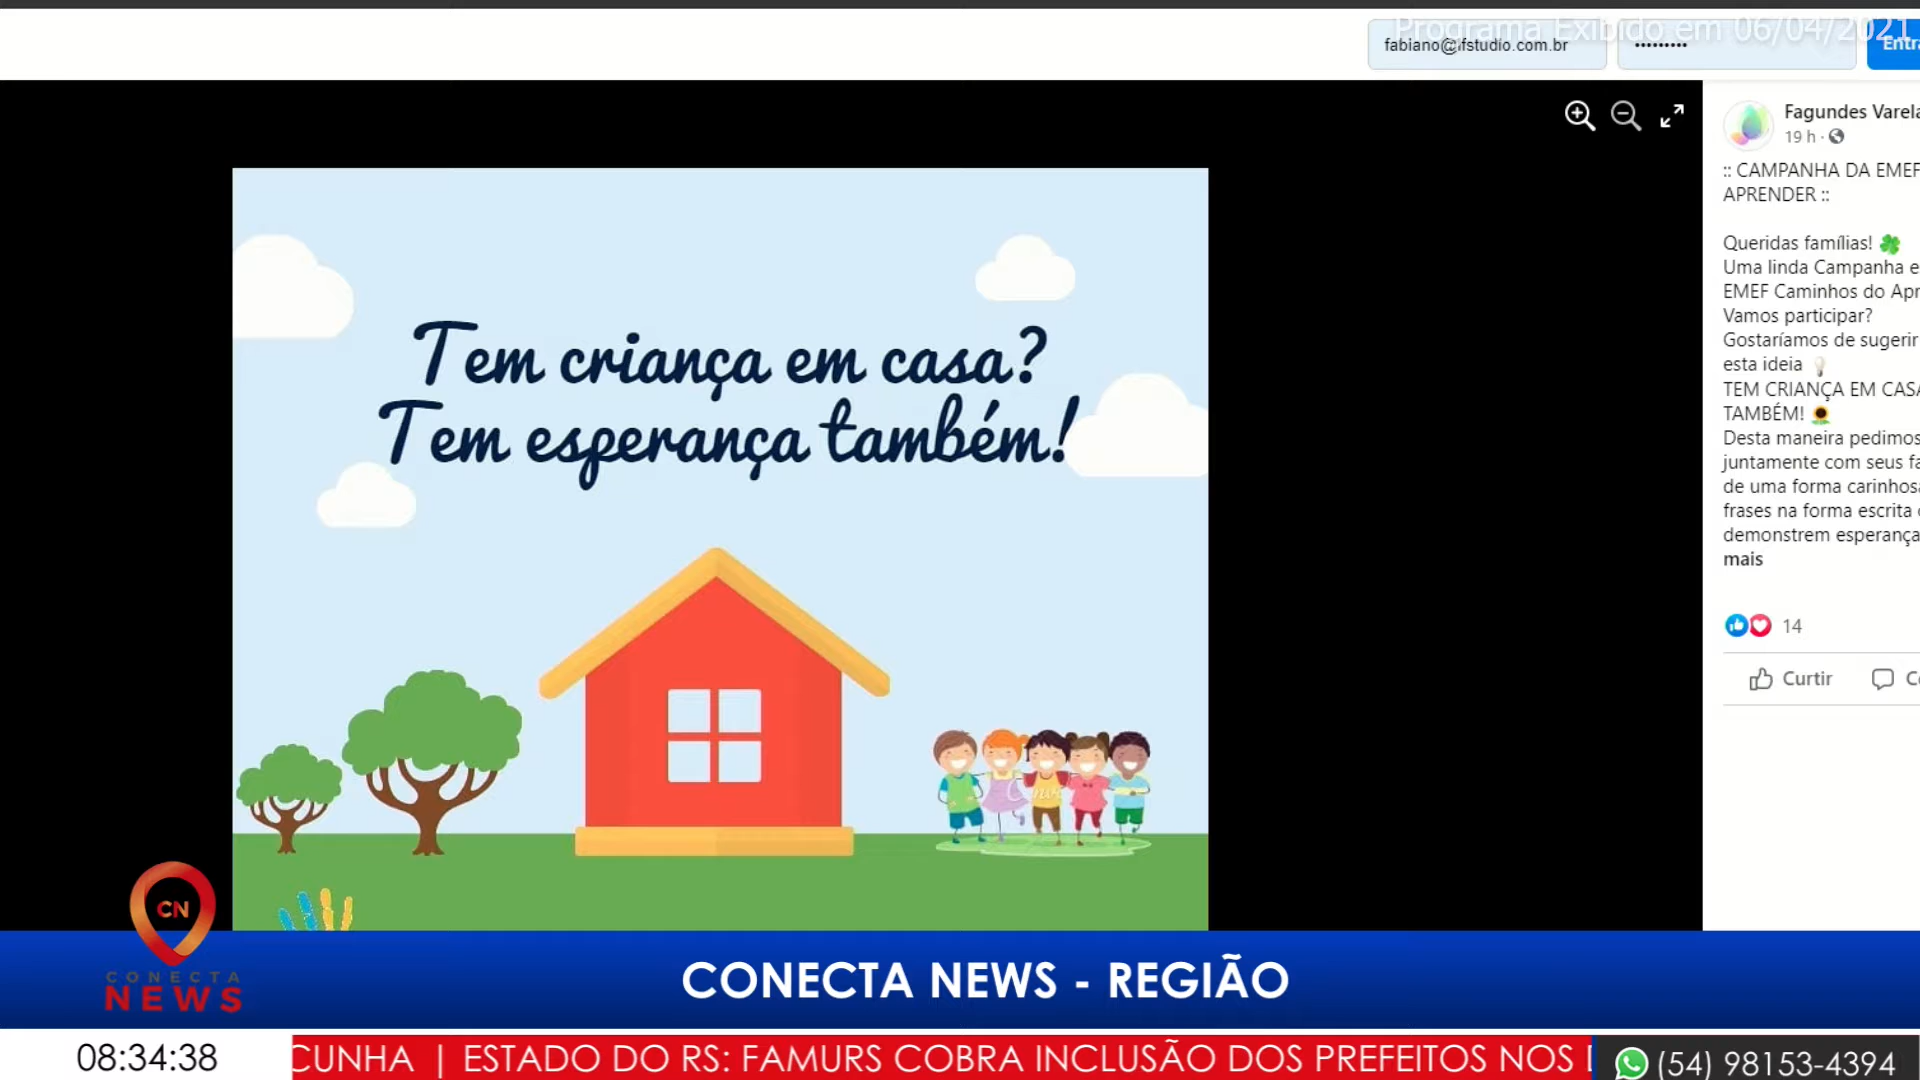 Programa Exibido em 06/04/2021
fabiano@ifstudio.com.br
Entra
Fagundes Varela
19 h ·
:: CAMPANHA DA EMEF
APRENDER ::
Queridas famílias!
Uma linda Campanha e
EMEF Caminhos do Apr
Vamos participar?
Gostaríamos de sugerir
esta ideia
TEM CRIANÇA EM CASA
TAMBÉM!
Desta maneira pedimos
juntamente com seus fa
de uma forma carinhosa
frases na forma escrita
demonstrem esperança
mais
14
Curtir
Tem criança em casa?
Tem esperança também!
CN
CONECTA
NEWS
CONECTA NEWS - REGIÃO
08:34:38
CUNHA | ESTADO DO RS: FAMURS COBRA INCLUSÃO DOS PREFEITOS NOS
(54) 98153-4394